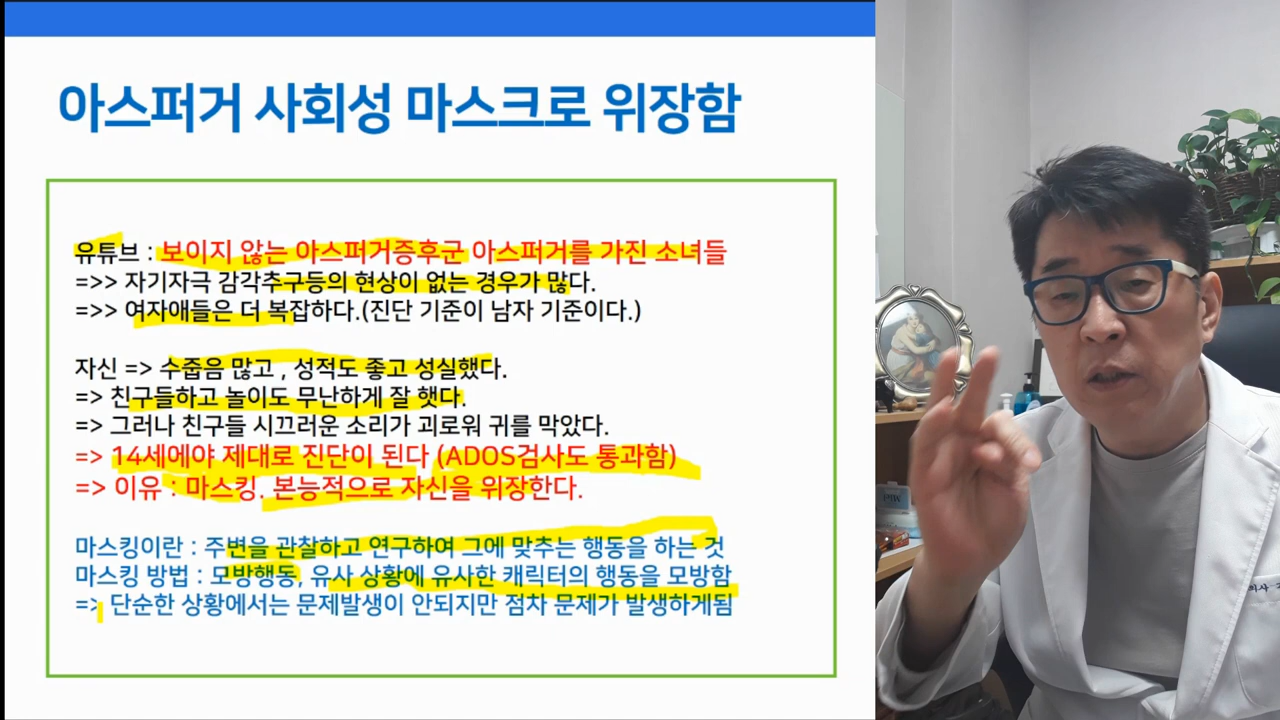 아스퍼거 사회성 마스크로 위장함
유튜브 : 보이지 않는 아스퍼거증후군 아스퍼거를 가진 소녀들
=>> 자기자극 감각추구등의 현상이 없는 경우가 많다.
=>> 여자애들은 더 복잡하다.(진단 기준이 남자 기준이다.)
자신 => 수줍음 많고 , 성적도 좋고 성실했다.
=> 친구들하고 놀이도 무난하게 잘 햇다.
=> 그러나 친구들 시끄러운 소리가 괴로워 귀를 막았다.
=> 14세에야 제대로 진단이 된다 (ADOS검사도 통과함)
=> 이유 : 마스킹. 본능적으로 자신을 위장한다.
마스킹이란 : 주변을 관찰하고 연구하여 그에 맞추는 행동을 하는 것
마스킹 방법 : 모방행동, 유사 상황에 유사한 캐릭터의 행동을 모방함
=> 단순한 상황에서는 문제발생이 안되지만 점차 문제가 발생하게됨